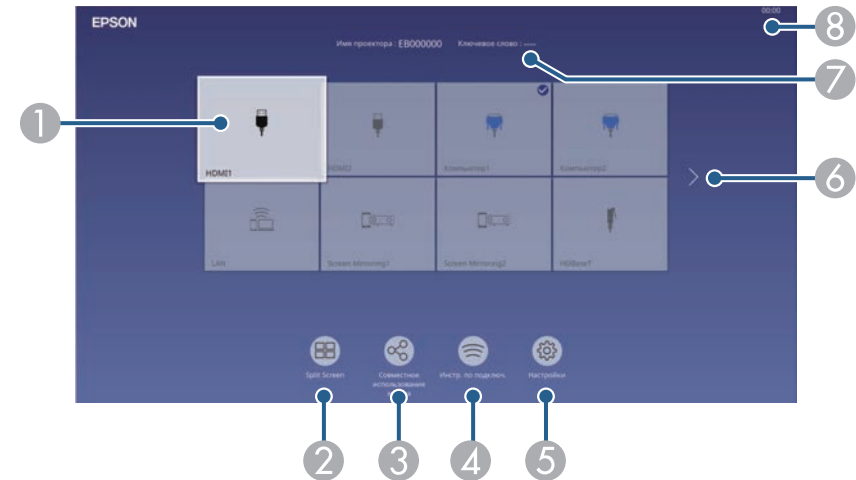 00:00
EPSON
Имя проектора : EB000000 Ключевое слово : ----
HDMI1
HDMI2
Компьютер1
Компьютер2
LAN
Screen Mirroring1
Screen Mirroring2
HDBaseT
Split Screen
Совместное
использование
Инстр. по подключ.
Настройки
1
2
3
4
5
6
7
8